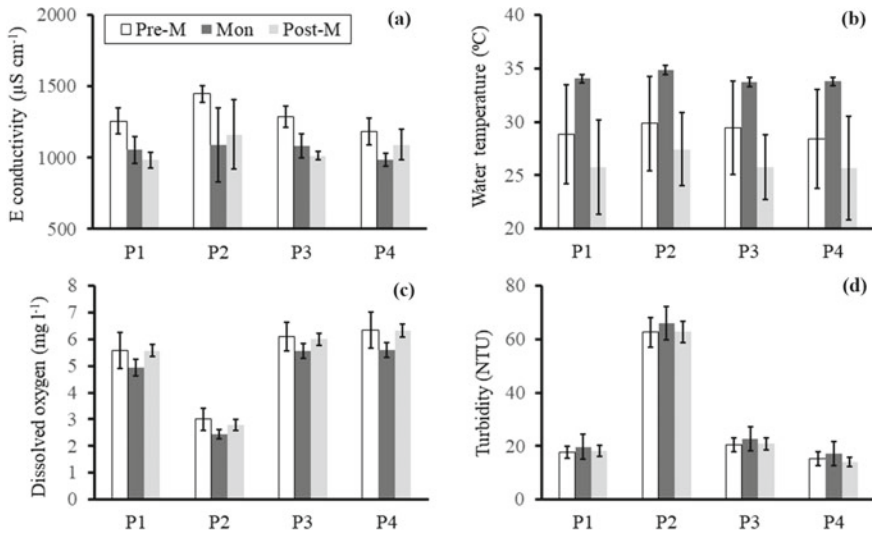 (a)
Pre-M Mon Post-M
E conductivity (µS cm⁻¹)
1500
1000
500
P1 P2 P3 P4
(b)
Water temperature (ºC)
40
35
30
25
20
P1 P2 P3 P4
(c)
Dissolved oxygen (mg l⁻¹)
8
7
6
5
4
3
2
1
0
P1 P2 P3 P4
(d)
Turbidity (NTU)
80
60
40
20
0
P1 P2 P3 P4